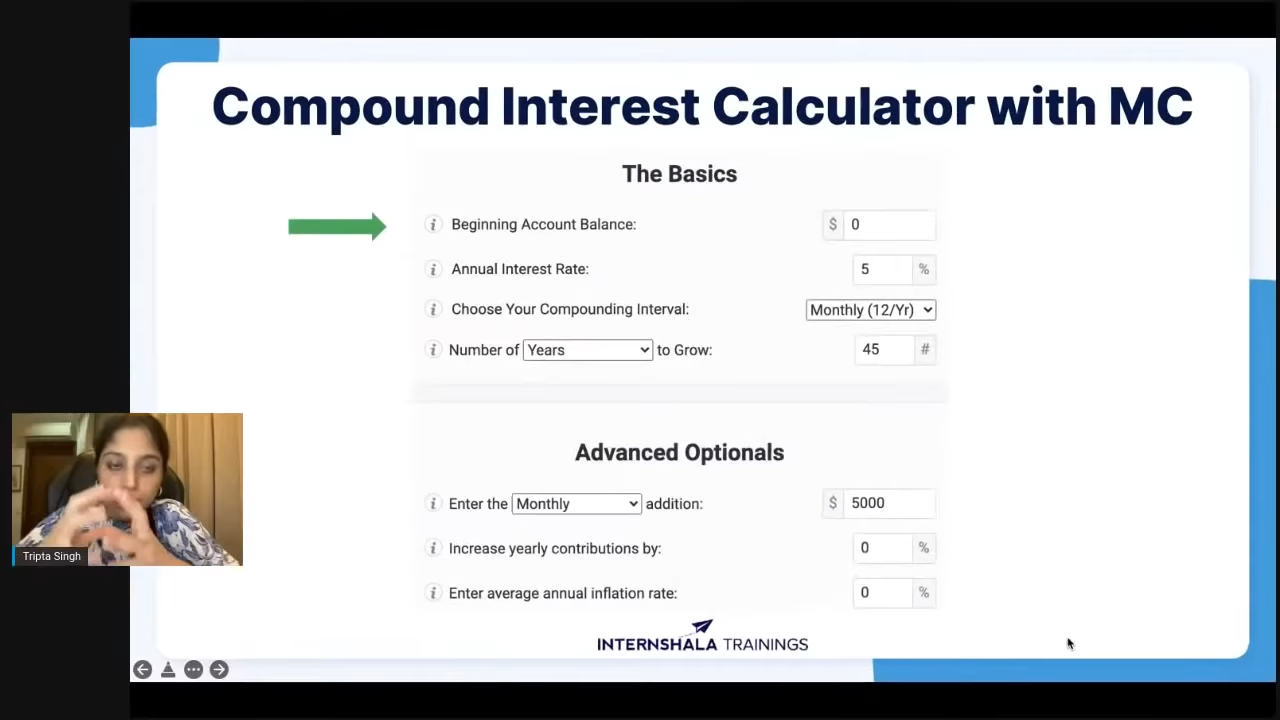 Compound Interest Calculator with MC
The Basics
Beginning Account Balance: $ 0
Annual Interest Rate: 5 %
Choose Your Compounding Interval: Monthly (12/Yr)
Number of Years to Grow: 45 #
Advanced Optionals
Enter the Monthly addition: $ 5000
Increase yearly contributions by: 0 %
Enter average annual inflation rate: 0 %
INTERNSHALA TRAININGS
Tripta Singh